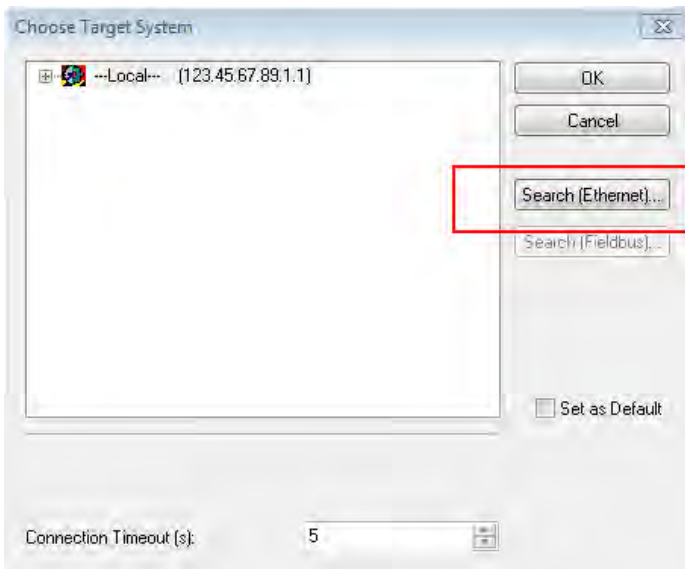 Choose Target System
---Local--- (123.45.67.89.1.1)
OK
Cancel
Search (Ethernet)...
Search (Fieldbus)...
Set as Default
Connection Timeout (s): 5